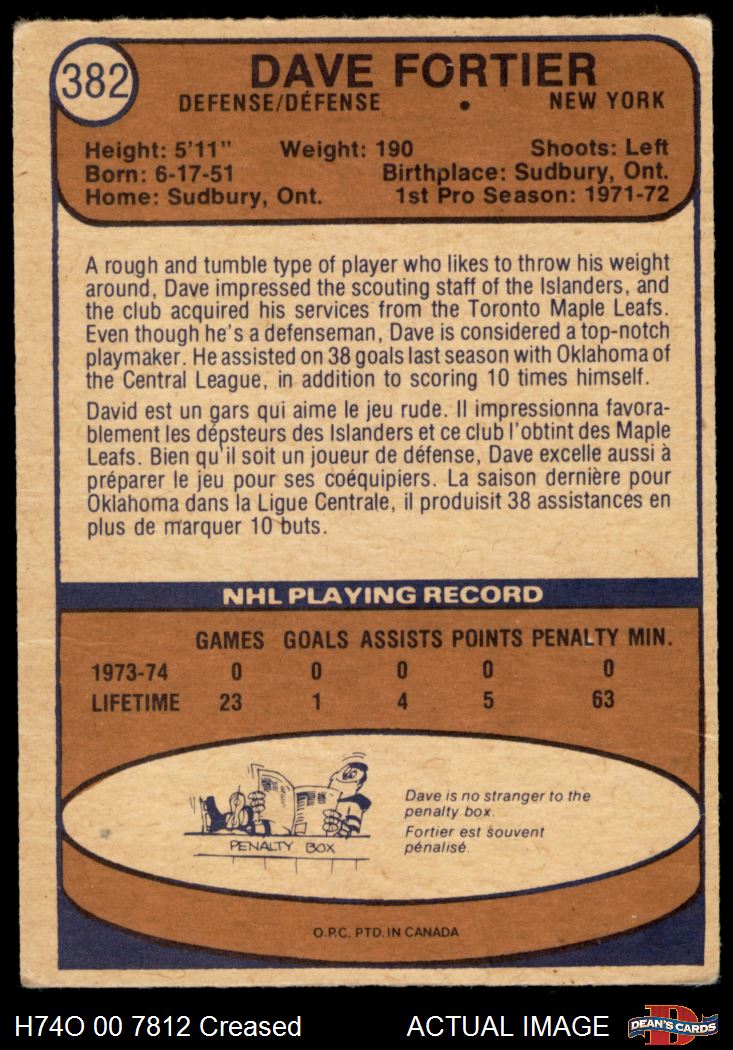 382
DAVE FORTIER
DEFENSE/DÉFENSE • NEW YORK
Height: 5'11" Weight: 190 Shoots: Left
Born: 6-17-51 Birthplace: Sudbury, Ont.
Home: Sudbury, Ont. 1st Pro Season: 1971-72
A rough and tumble type of player who likes to throw his weight
around, Dave impressed the scouting staff of the Islanders, and
the club acquired his services from the Toronto Maple Leafs.
Even though he's a defenseman, Dave is considered a top-notch
playmaker. He assisted on 38 goals last season with Oklahoma of
the Central League, in addition to scoring 10 times himself.
David est un gars qui aime le jeu rude. Il impressionna favora-
blement les dépsteurs des Islanders et ce club l'obtint des Maple
Leafs. Bien qu'il soit un joueur de défense, Dave excelle aussi à
préparer le jeu pour ses coéquipiers. La saison dernière pour
Oklahoma dans la Ligue Centrale, il produisit 38 assistances en
plus de marquer 10 buts.
NHL PLAYING RECORD
GAMES GOALS ASSISTS POINTS PENALTY MIN.
1973-74 0 0 0 0 0
LIFETIME 23 1 4 5 63
Dave is no stranger to the
penalty box.
Fortier est souvent
pénalisé.
PENALTY BOX
O.P.C. PTD. IN CANADA
H74O 00 7812 Creased ACTUAL IMAGE
D
DEAN'S CARDS